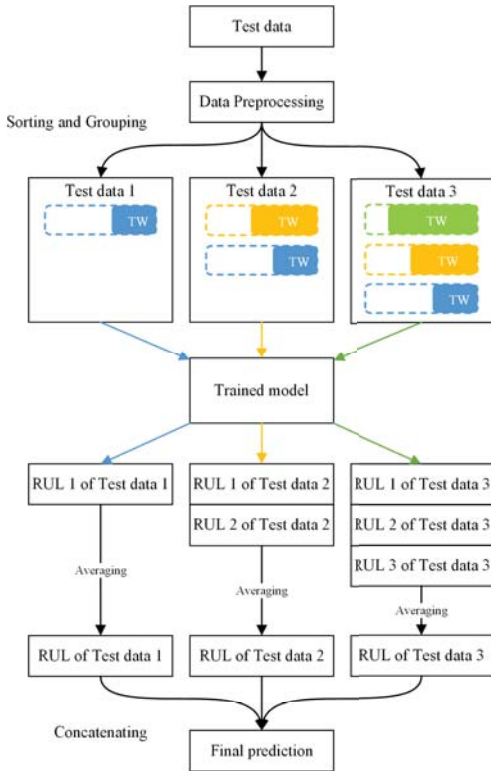 Test data
Data Preprocessing
Sorting and Grouping
Test data 1
TW
Test data 2
TW
TW
Test data 3
TW
TW
TW
Trained model
RUL 1 of Test data 1
RUL 1 of Test data 2
RUL 2 of Test data 2
RUL 1 of Test data 3
RUL 2 of Test data 3
RUL 3 of Test data 3
Averaging
Averaging
Averaging
RUL of Test data 1
RUL of Test data 2
RUL of Test data 3
Concatenating
Final prediction